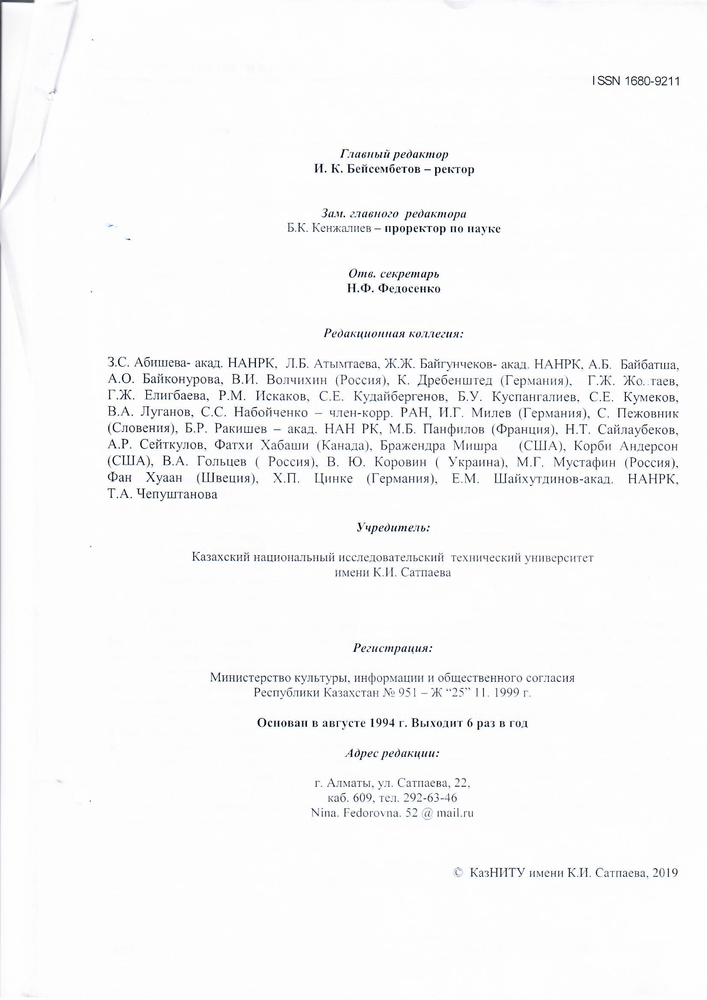 ISSN 1680-9211
Главный редактор
И. К. Бейсембетов – ректор
Зам. главного редактора
Б.К. Кенжалиев – проректор по науке
Отв. секретарь
Н.Ф. Федосенко
Редакционная коллегия:
З.С. Абишева- акад. НАНРК, Л.Б. Атымтаева, Ж.Ж. Байгунчеков- акад. НАНРК, А.Б. Байбатша,
А.О. Байконурова, В.И. Волчихин (Россия), К. Дребенштед (Германия), Г.Ж.
Г.Ж. Елигбаева, Р.М. Искаков, С.Е. Кудайбергенов, Б.У. Куспангалиев, С.Е. Кумеков,
В.А. Луганов, С.С. Набойченко – член-корр. РАН, И.Г. Милев (Германия), С. Пежовник
(Словения), Б.Р. Ракишев – акад. НАН РК, М.Б. Панфилов (Франция), Н.Т. Сайлаубеков,
А.Р. Сейткулов, Фатхи Хабаши (Канада), Бражендра Мишра (США), Корби Андерсон
(США), В.А. Гольцев ( Россия), В. Ю. Коровин ( Украина), М.Г. Мустафин (Россия),
Фан Хуаан (Швеция), Х.П. Цинке (Германия), Е.М. Шайхутдинов-акад. НАНРК,
Т.А. Чепуштанова
Учредитель:
Казахский национальный исследовательский технический университет
имени К.И. Сатпаева
Регистрация:
Министерство культуры, информации и общественного согласия
Республики Казахстан № 951 – Ж “25” 11. 1999 г.
Основан в августе 1994 г. Выходит 6 раз в год
Адрес редакции:
г. Алматы, ул. Сатпаева, 22,
каб. 609, тел. 292-63-46
Nina. Fedorovna. 52 @ mail.ru
© КазНИТУ имени К.И. Сатпаева, 2019